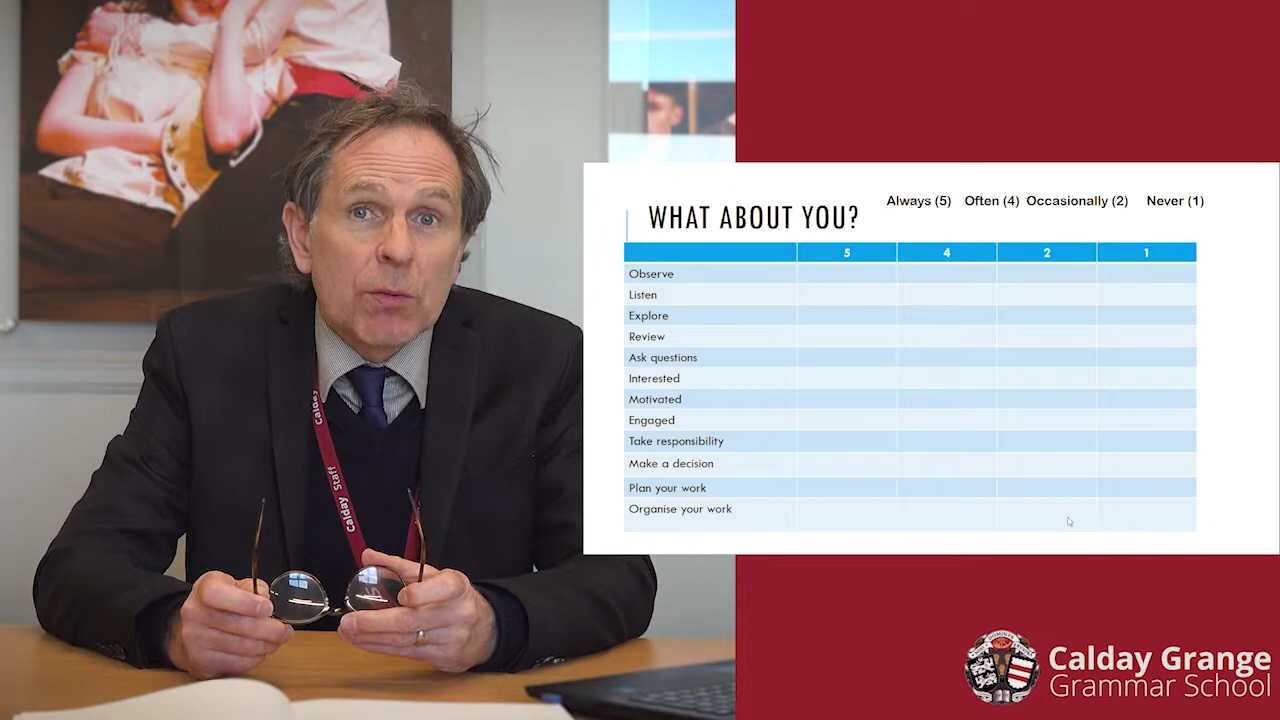 Always (5) Often (4) Occasionally (2) Never (1)
WHAT ABOUT YOU?
5 4 2 1
Observe
Listen
Explore
Review
Ask questions
Interested
Motivated
Engaged
Take responsibility
Make a decision
Plan your work
Organise your work
Calday
Calday Staff
Calday Grange
Grammar School